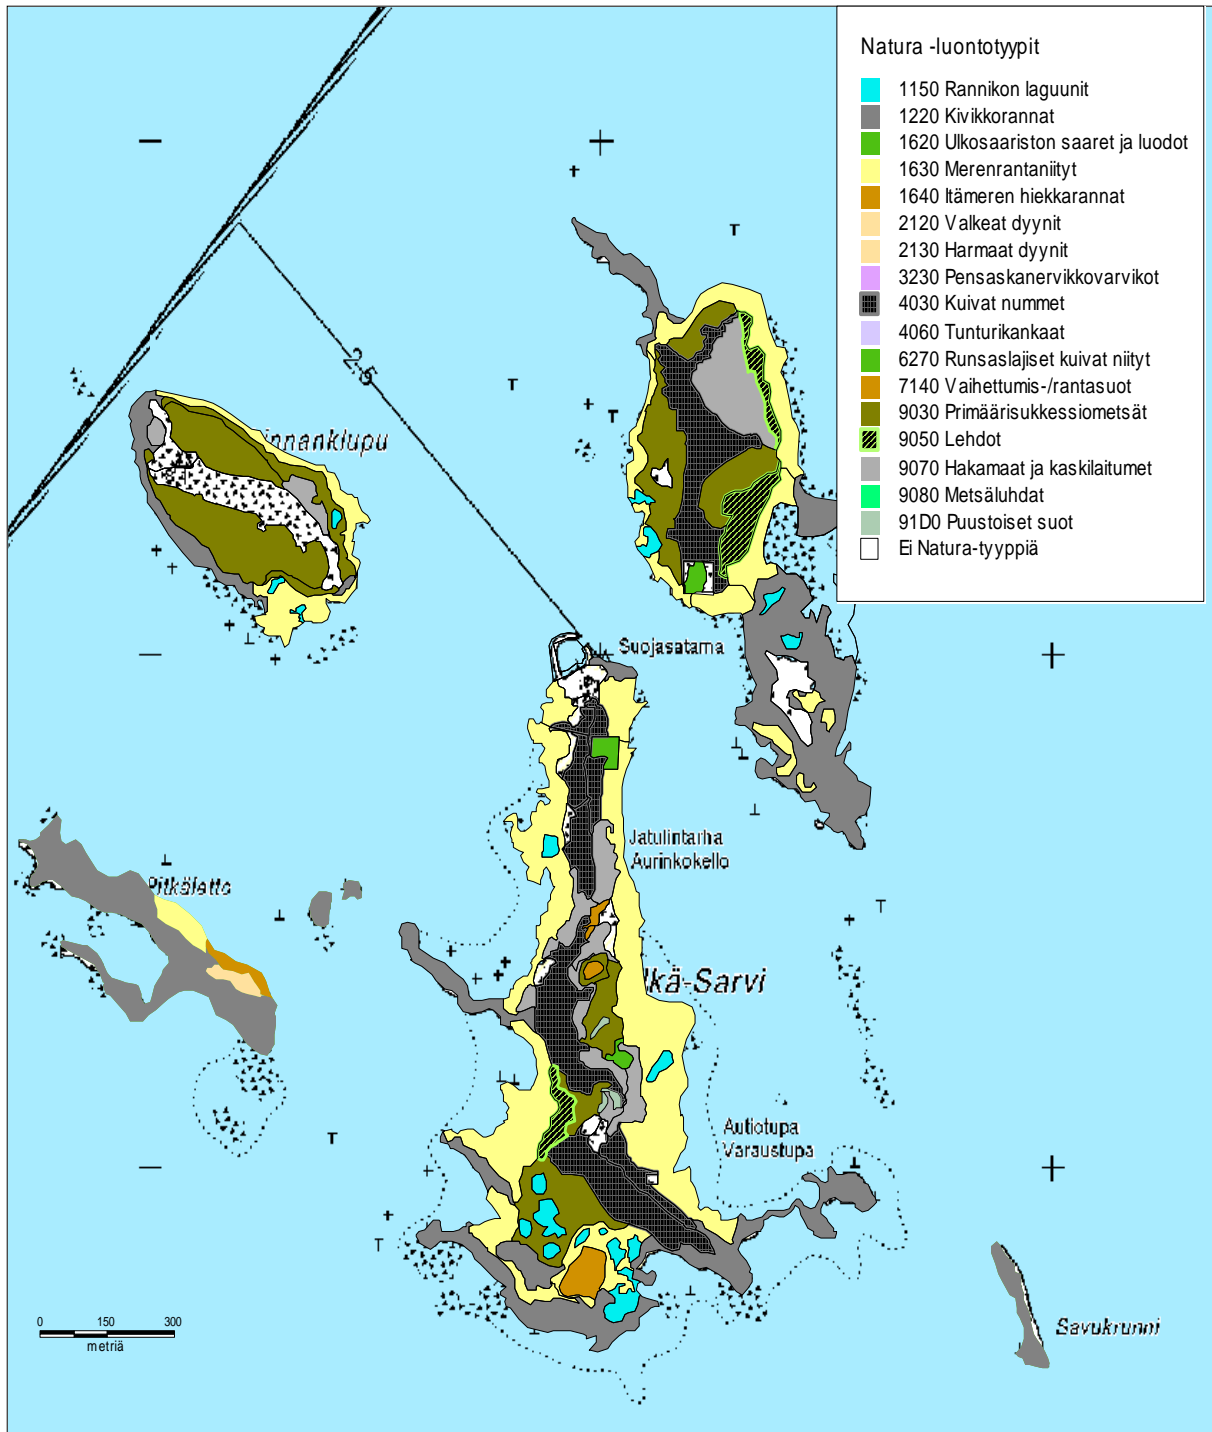 Natura -luontotyypit
1150 Rannikon laguunit
1220 Kivikkorannat
1620 Ulkosaariston saaret ja luodot
1630 Merenrantaniityt
1640 Itämeren hiekkarannat
2120 Valkeat dyynit
2130 Harmaat dyynit
3230 Pensaskanervikkovarvikot
4030 Kuivat nummet
4060 Tunturikankaat
6270 Runsaslajiset kuivat niityt
7140 Vaihettumis-/rantasuot
9030 Primäärisukkessiometsät
9050 Lehdot
9070 Hakamaat ja kaskilaitumet
9080 Metsäluhdat
91D0 Puustoiset suot
Ei Natura-tyyppiä
2.5
innanklupu
Suojasatama
Jatulintarha
Aurinkokello
Pitkäletto
lkä-Sarvi
Autiotupa
Varaustupa
Savukrunni
0 150 300
metriä